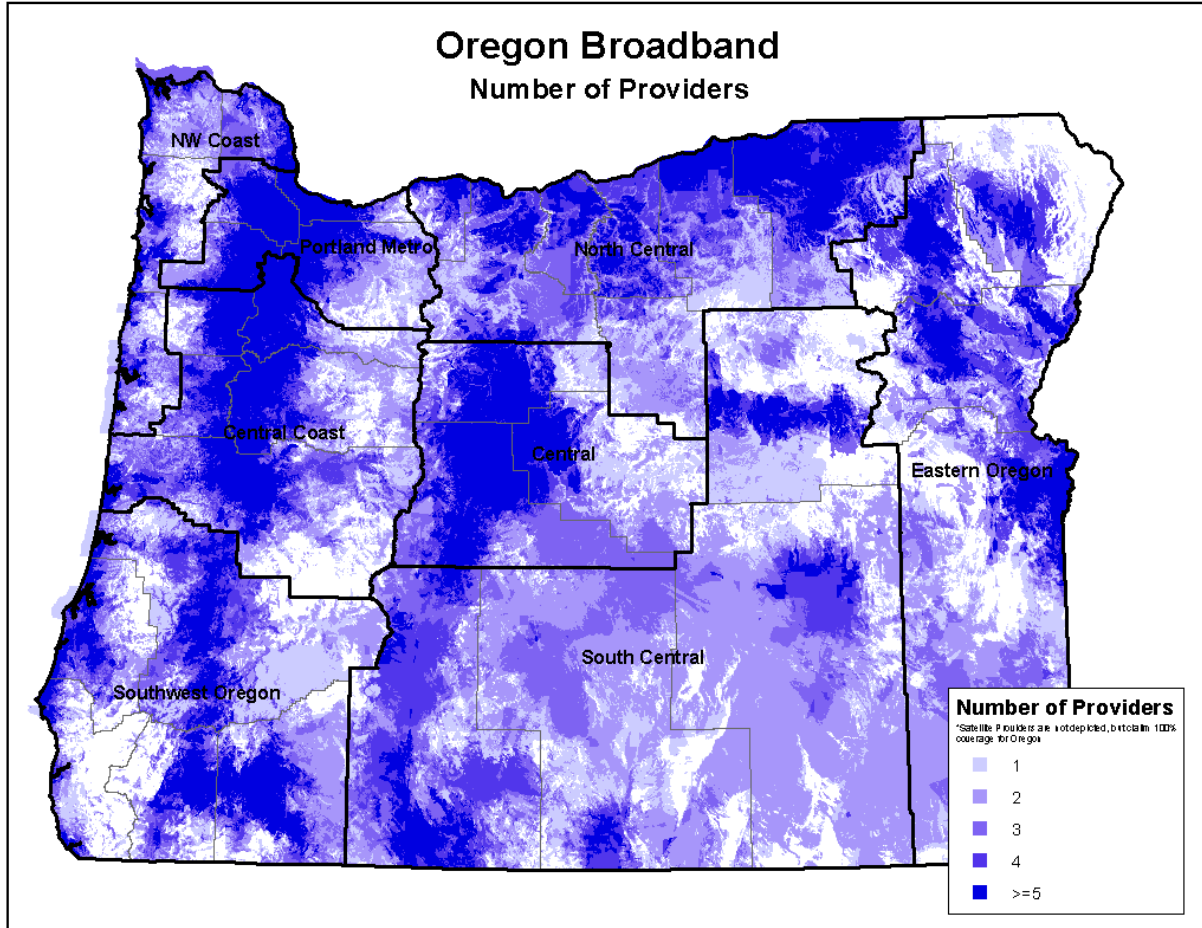 Oregon Broadband
Number of Providers
NW Coast
Portland Metro
North Central
Central Coast
Central
Eastern Oregon
South Central
Southwest Oregon
Number of Providers
*Satellite Providers are not depicted, but claim 100%
coverage for Oregon
1
2
3
4
>=5